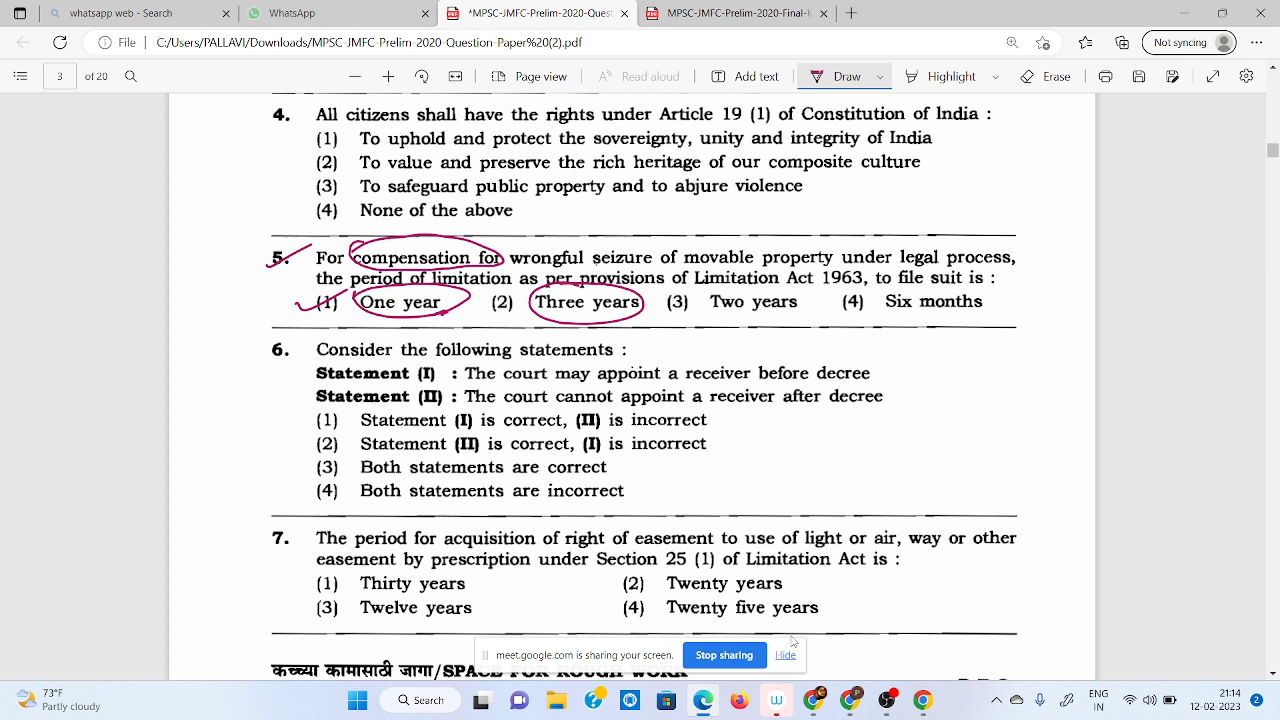 whatsapp web - Search
WhatsApp
*MPSC-JMFC-Prelim-2020-Quest
MPSC-JMFC-Prelim-2020-Final-K
File
C:/Users/PALLAVI/Downloads/MPSC JMFC-Prelim-2020-Question-Paper%20(2).pdf
Not syncing
3 of 20
Page view
Read aloud
Add text
Draw
Highlight
Erase
4. All citizens shall have the rights under Article 19 (1) of Constitution of India :
(1) To uphold and protect the sovereignty, unity and integrity of India
(2) To value and preserve the rich heritage of our composite culture
(3) To safeguard public property and to abjure violence
(4) None of the above
5. For compensation for wrongful seizure of movable property under legal process,
the period of limitation as per provisions of Limitation Act 1963, to file suit is :
(1) One year (2) Three years (3) Two years (4) Six months
6. Consider the following statements :
Statement (I) : The court may appoint a receiver before decree
Statement (II) : The court cannot appoint a receiver after decree
(1) Statement (I) is correct, (II) is incorrect
(2) Statement (II) is correct, (I) is incorrect
(3) Both statements are correct
(4) Both statements are incorrect
7. The period for acquisition of right of easement to use of light or air, way or other
easement by prescription under Section 25 (1) of Limitation Act is :
(1) Thirty years (2) Twenty years
(3) Twelve years (4) Twenty five years
meet.google.com is sharing your screen. Stop sharing Hide
कच्च्या कामासाठी जागा/SPACE FOR ROUGH WORK
73°F
Partly cloudy
Search
ENG
IN
21:14
12-02-2023
2